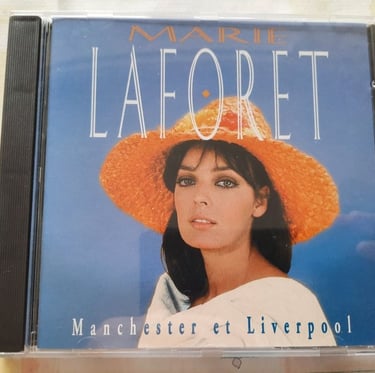 MARIE
LAFORET
Manchester et Liverpool